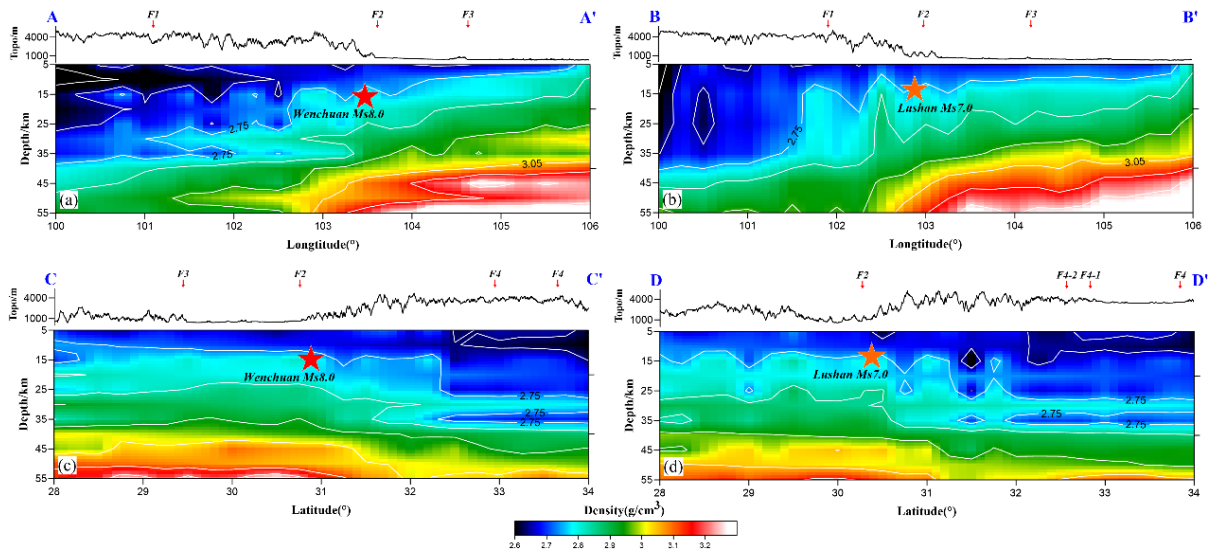 A F1 F2 F3 A'
Topo/m
4000
1000
5
15
25
35
45
55
Depth/km
Wenchuan Ms8.0
2.75
2.75
3.05
(a)
100 101 102 103 104 105 106
Longtitude(°)
B F1 F2 F3 B'
Topo/m
4000
1000
5
15
25
35
45
55
Depth/km
Lushan Ms7.0
2.75
3.05
(b)
100 101 102 103 104 105 106
Longtitude(°)
C F3 F2 F4 F4 C'
Topo/m
4000
1000
5
15
25
35
45
55
Depth/km
Wenchuan Ms8.0
2.75
2.75
(c)
28 29 30 31 32 33 34
Latitude(°)
D F2 F4-2 F4-1 F4 D'
Topo/m
4000
1000
5
15
25
35
45
55
Depth/km
Lushan Ms7.0
2.75
2.75
(d)
28 29 30 31 32 33 34
Latitude(°)
Density(g/cm³)
2.6 2.7 2.8 2.9 3 3.1 3.2